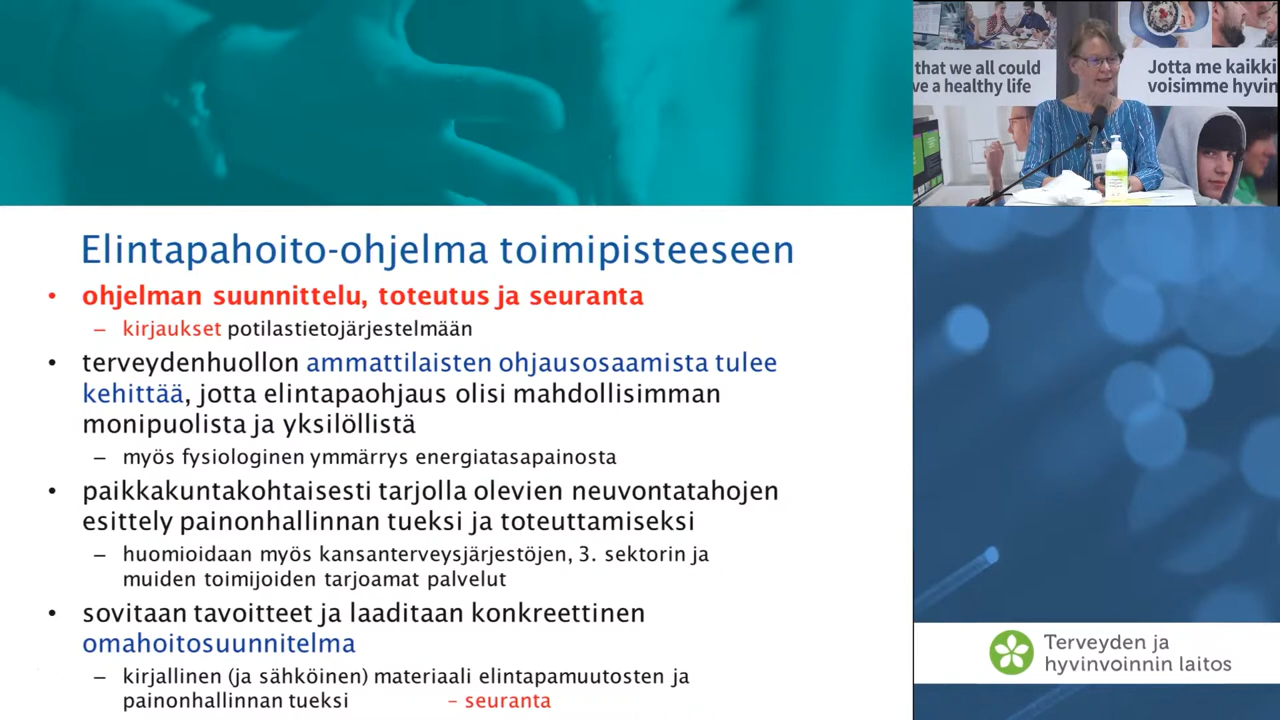 that we all could
ve a healthy life
Jotta me kaikki
voisimme hyvin
Elintapahoito-ohjelma toimipisteeseen
• ohjelman suunnittelu, toteutus ja seuranta
– kirjaukset potilastietojärjestelmään
• terveydenhuollon ammattilaisten ohjausosaamista tulee
kehittää, jotta elintapaohjaus olisi mahdollisimman
monipuolista ja yksilöllistä
– myös fysiologinen ymmärrys energiatasapainosta
• paikkakuntakohtaisesti tarjolla olevien neuvontatahojen
esittely painonhallinnan tueksi ja toteuttamiseksi
– huomioidaan myös kansanterveysjärjestöjen, 3. sektorin ja
muiden toimijoiden tarjoamat palvelut
• sovitaan tavoitteet ja laaditaan konkreettinen
omahoitosuunnitelma
– kirjallinen (ja sähköinen) materiaali elintapamuutosten ja
painonhallinnan tueksi – seuranta
Terveyden ja
hyvinvoinnin laitos